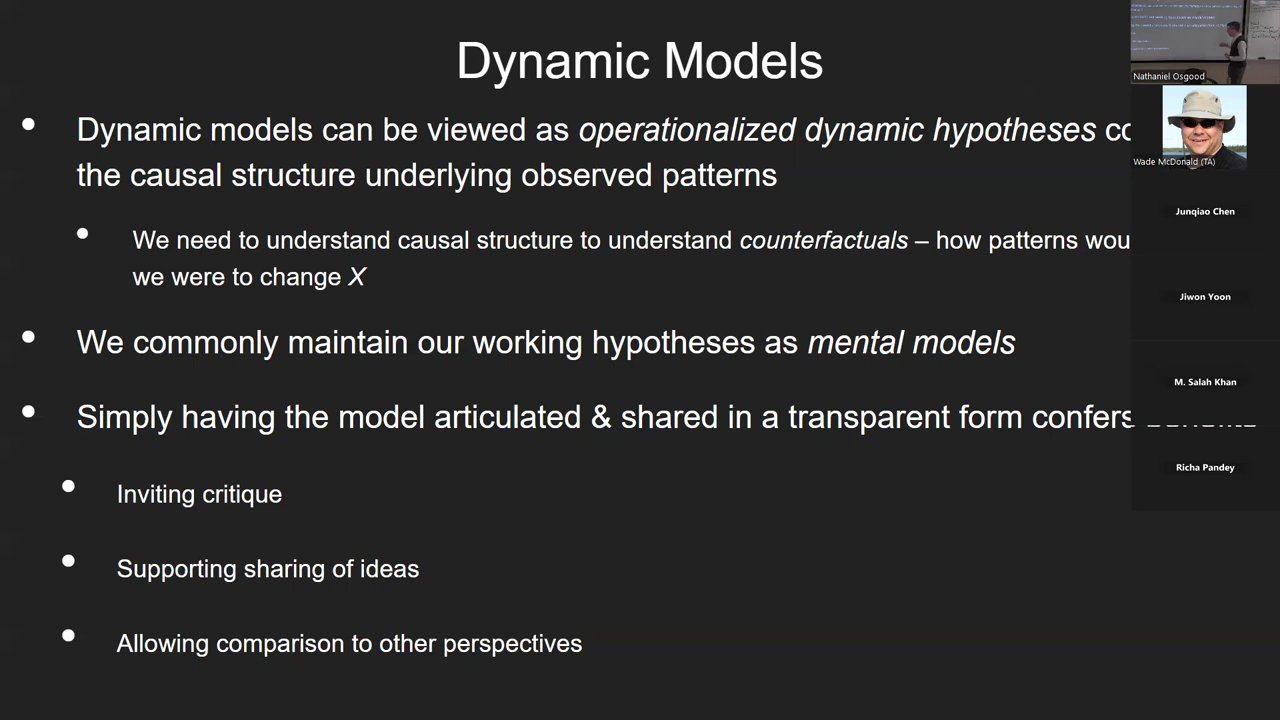 Dynamic Models
Dynamic models can be viewed as operationalized dynamic hypotheses
the causal structure underlying observed patterns
We need to understand causal structure to understand counterfactuals – how patterns
we were to change X
We commonly maintain our working hypotheses as mental models
Simply having the model articulated & shared in a transparent form confers
Inviting critique
Supporting sharing of ideas
Allowing comparison to other perspectives
Nathaniel Osgood
Wade McDonald (TA)
Junqiao Chen
Jiwon Yoon
M. Salah Khan
Richa Pandey